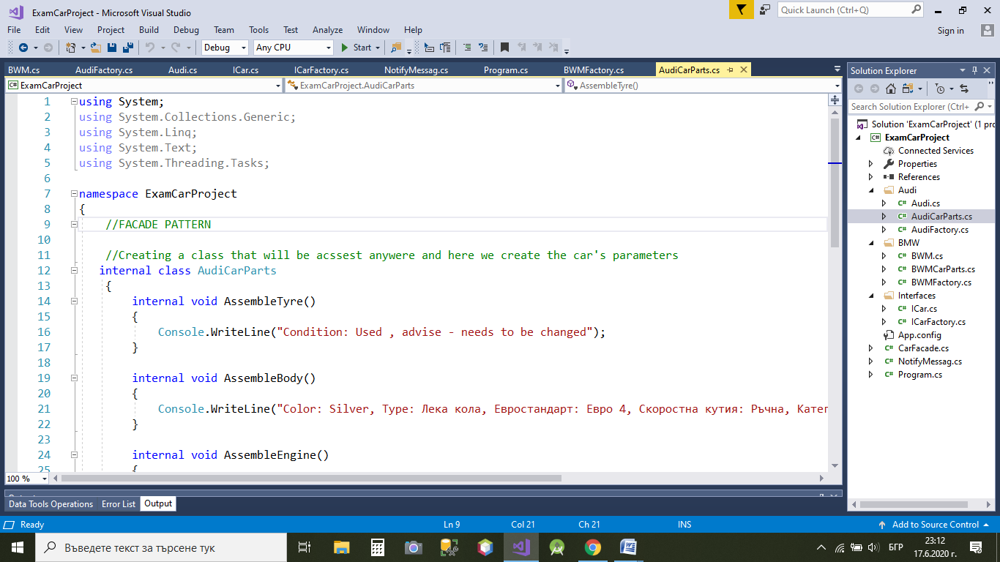 ExamCarProject - Microsoft Visual Studio
Quick Launch (Ctrl+Q)
File Edit View Project Build Debug Team Tools Test Analyze Window Help
Sign in
Debug Any CPU Start
BWM.cs AudiFactory.cs Audi.cs ICar.cs ICarFactory.cs NotifyMessag.cs Program.cs BWMFactory.cs AudiCarParts.cs
ExamCarProject ExamCarProject.AudiCarParts AssembleTyre()
1 using System;
2 using System.Collections.Generic;
3 using System.Linq;
4 using System.Text;
5 using System.Threading.Tasks;
6
7 namespace ExamCarProject
8 {
9 //FACADE PATTERN
10
11 //Creating a class that will be acssest anywere and here we create the car's parameters
12 internal class AudiCarParts
13 {
14 internal void AssembleTyre()
15 {
16 Console.WriteLine("Condition: Used , advise - needs to be changed");
17 }
18
19 internal void AssembleBody()
20 {
21 Console.WriteLine("Color: Silver, Type: Лека кола, Евростандарт: Евро 4, Скоростна кутия: Ръчна, Катег
22 }
23
24 internal void AssembleEngine()
25 {
100 %
Solution Explorer
Search Solution Explorer (Ctrl+
Solution 'ExamCarProject' (1 pro
ExamCarProject
Connected Services
Properties
References
Audi
Audi.cs
AudiCarParts.cs
AudiFactory.cs
BMW
BWM.cs
BWMCarParts.cs
BWMFactory.cs
Interfaces
ICar.cs
ICarFactory.cs
App.config
CarFacade.cs
NotifyMessag.cs
Program.cs
Data Tools Operations Error List Output
Ready Ln 9 Col 21 Ch 21 INS Add to Source Control
Въведете текст за търсене тук
БГР
23:12
17.6.2020 г.